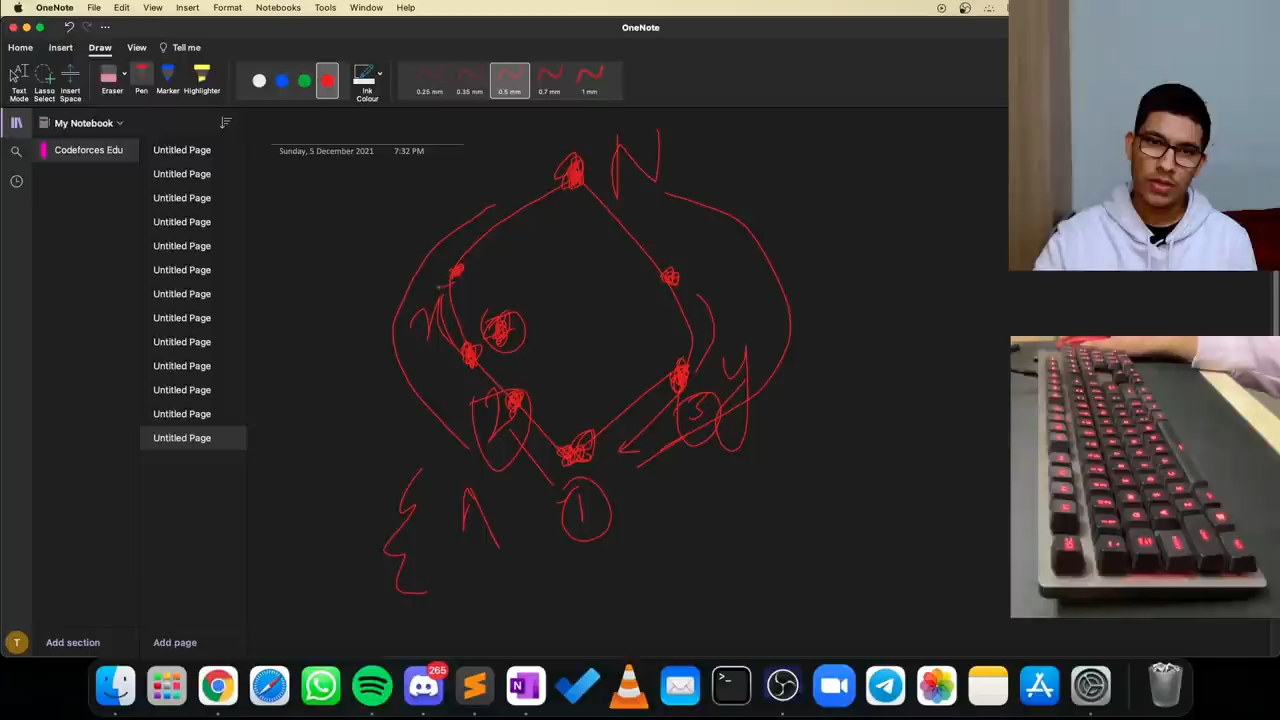 OneNote File Edit View Insert Format Notebooks Tools Window Help
OneNote
Home Insert Draw View Tell me
Text Mode
Lasso Select
Insert Space
Eraser
Pen
Marker
Highlighter
Ink Colour
0.25 mm
0.35 mm
0.5 mm
0.7 mm
1 mm
My Notebook
Codeforces Edu
Untitled Page
Untitled Page
Untitled Page
Untitled Page
Untitled Page
Untitled Page
Untitled Page
Untitled Page
Untitled Page
Untitled Page
Untitled Page
Untitled Page
Untitled Page
Sunday, 5 December 2021 7:32 PM
N
2
3
y
1
{
T
Add section
Add page
265